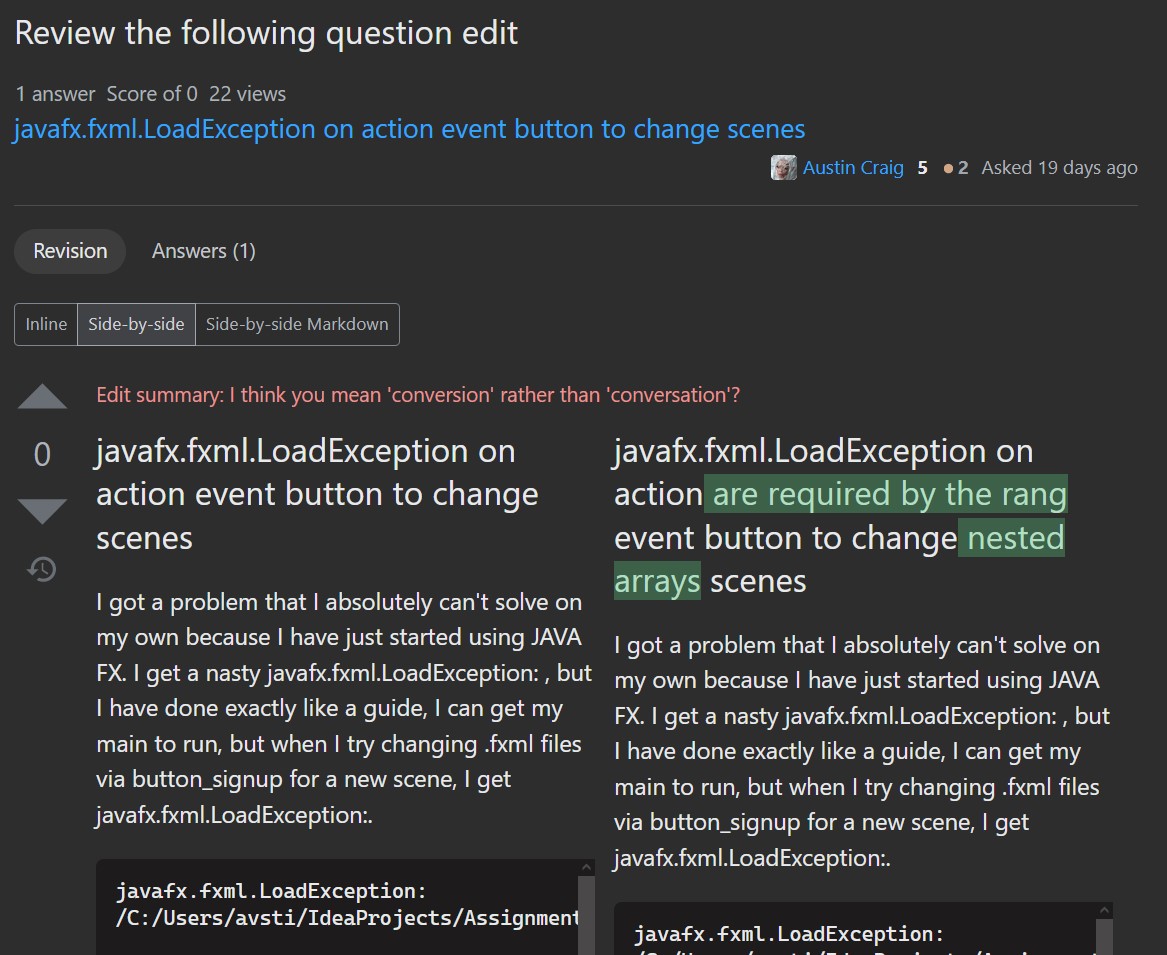 Review the following question edit
1 answer Score of 0 22 views
javafx.fxml.LoadException on action event button to change scenes
Austin Craig 5 2 Asked 19 days ago
Revision Answers (1)
Inline Side-by-side Side-by-side Markdown
Edit summary: I think you mean 'conversion' rather than 'conversation'?
0
javafx.fxml.LoadException on
action event button to change
scenes
I got a problem that I absolutely can't solve on
my own because I have just started using JAVA
FX. I get a nasty javafx.fxml.LoadException: , but
I have done exactly like a guide, I can get my
main to run, but when I try changing .fxml files
via button_signup for a new scene, I get
javafx.fxml.LoadException:.
javafx.fxml.LoadException:
/C:/Users/avsti/IdeaProjects/Assignment
javafx.fxml.LoadException on
action are required by the rang
event button to change nested
arrays scenes
I got a problem that I absolutely can't solve on
my own because I have just started using JAVA
FX. I get a nasty javafx.fxml.LoadException: , but
I have done exactly like a guide, I can get my
main to run, but when I try changing .fxml files
via button_signup for a new scene, I get
javafx.fxml.LoadException:.
javafx.fxml.LoadException: